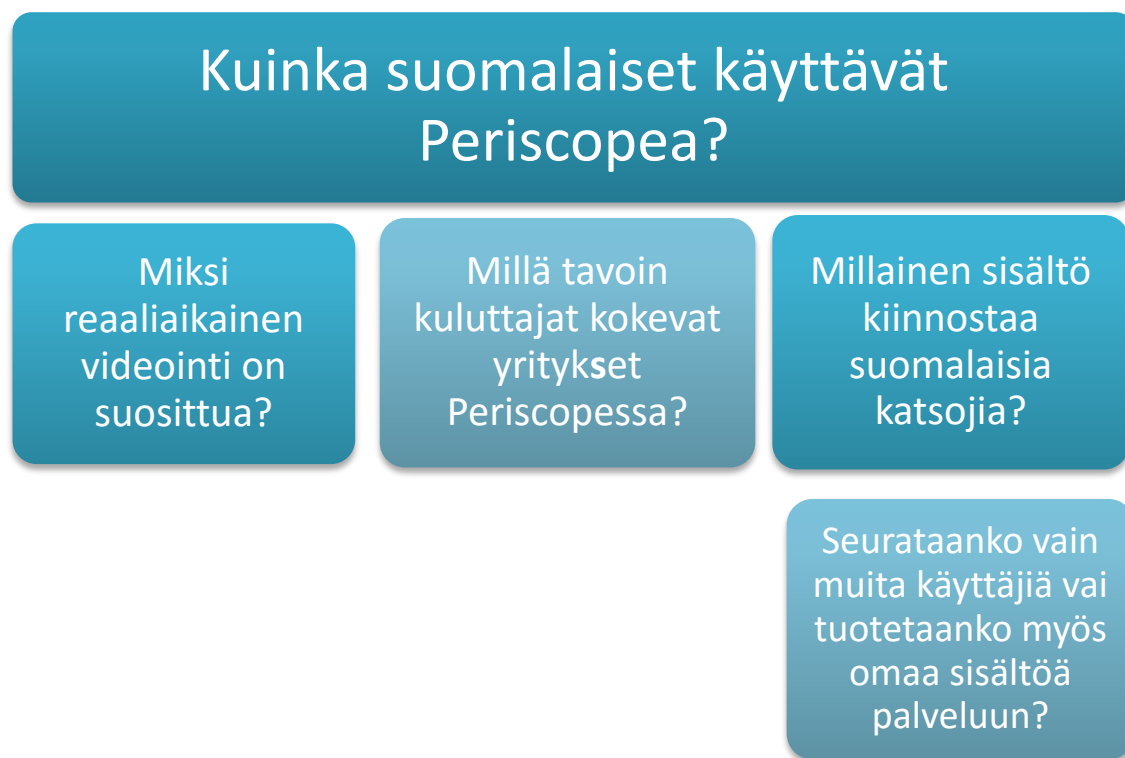 Kuinka suomalaiset käyttävät
Periscopea?
Miksi
reaaliaikainen
videointi on
suosittua?
Millä tavoin
kuluttajat kokevat
yritykset
Periscopessa?
Millainen sisältö
kiinnostaa
suomalaisia
katsojia?
Seurataanko vain
muita käyttäjiä vai
tuotetaanko myös
omaa sisältöä
palveluun?